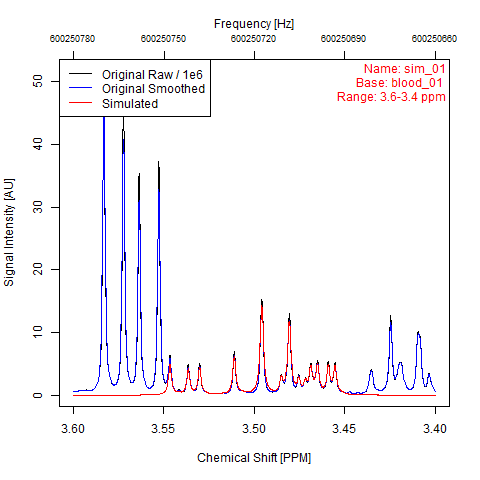 Frequency [Hz]
600250780 600250750 600250720 600250690 600250660
Original Raw / 1e6
Original Smoothed
Simulated
Name: sim_01
Base: blood_01
Range: 3.6-3.4 ppm
Signal Intensity [AU]
50
40
30
20
10
0
3.60 3.55 3.50 3.45 3.40
Chemical Shift [PPM]